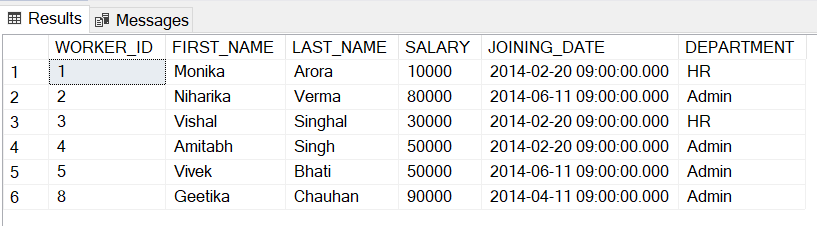 Results Messages
WORKER_ID FIRST_NAME LAST_NAME SALARY JOINING_DATE DEPARTMENT
1 1 Monika Arora 10000 2014-02-20 09:00:00.000 HR
2 2 Niharika Verma 80000 2014-06-11 09:00:00.000 Admin
3 3 Vishal Singhal 30000 2014-02-20 09:00:00.000 HR
4 4 Amitabh Singh 50000 2014-02-20 09:00:00.000 Admin
5 5 Vivek Bhati 50000 2014-06-11 09:00:00.000 Admin
6 8 Geetika Chauhan 90000 2014-04-11 09:00:00.000 Admin